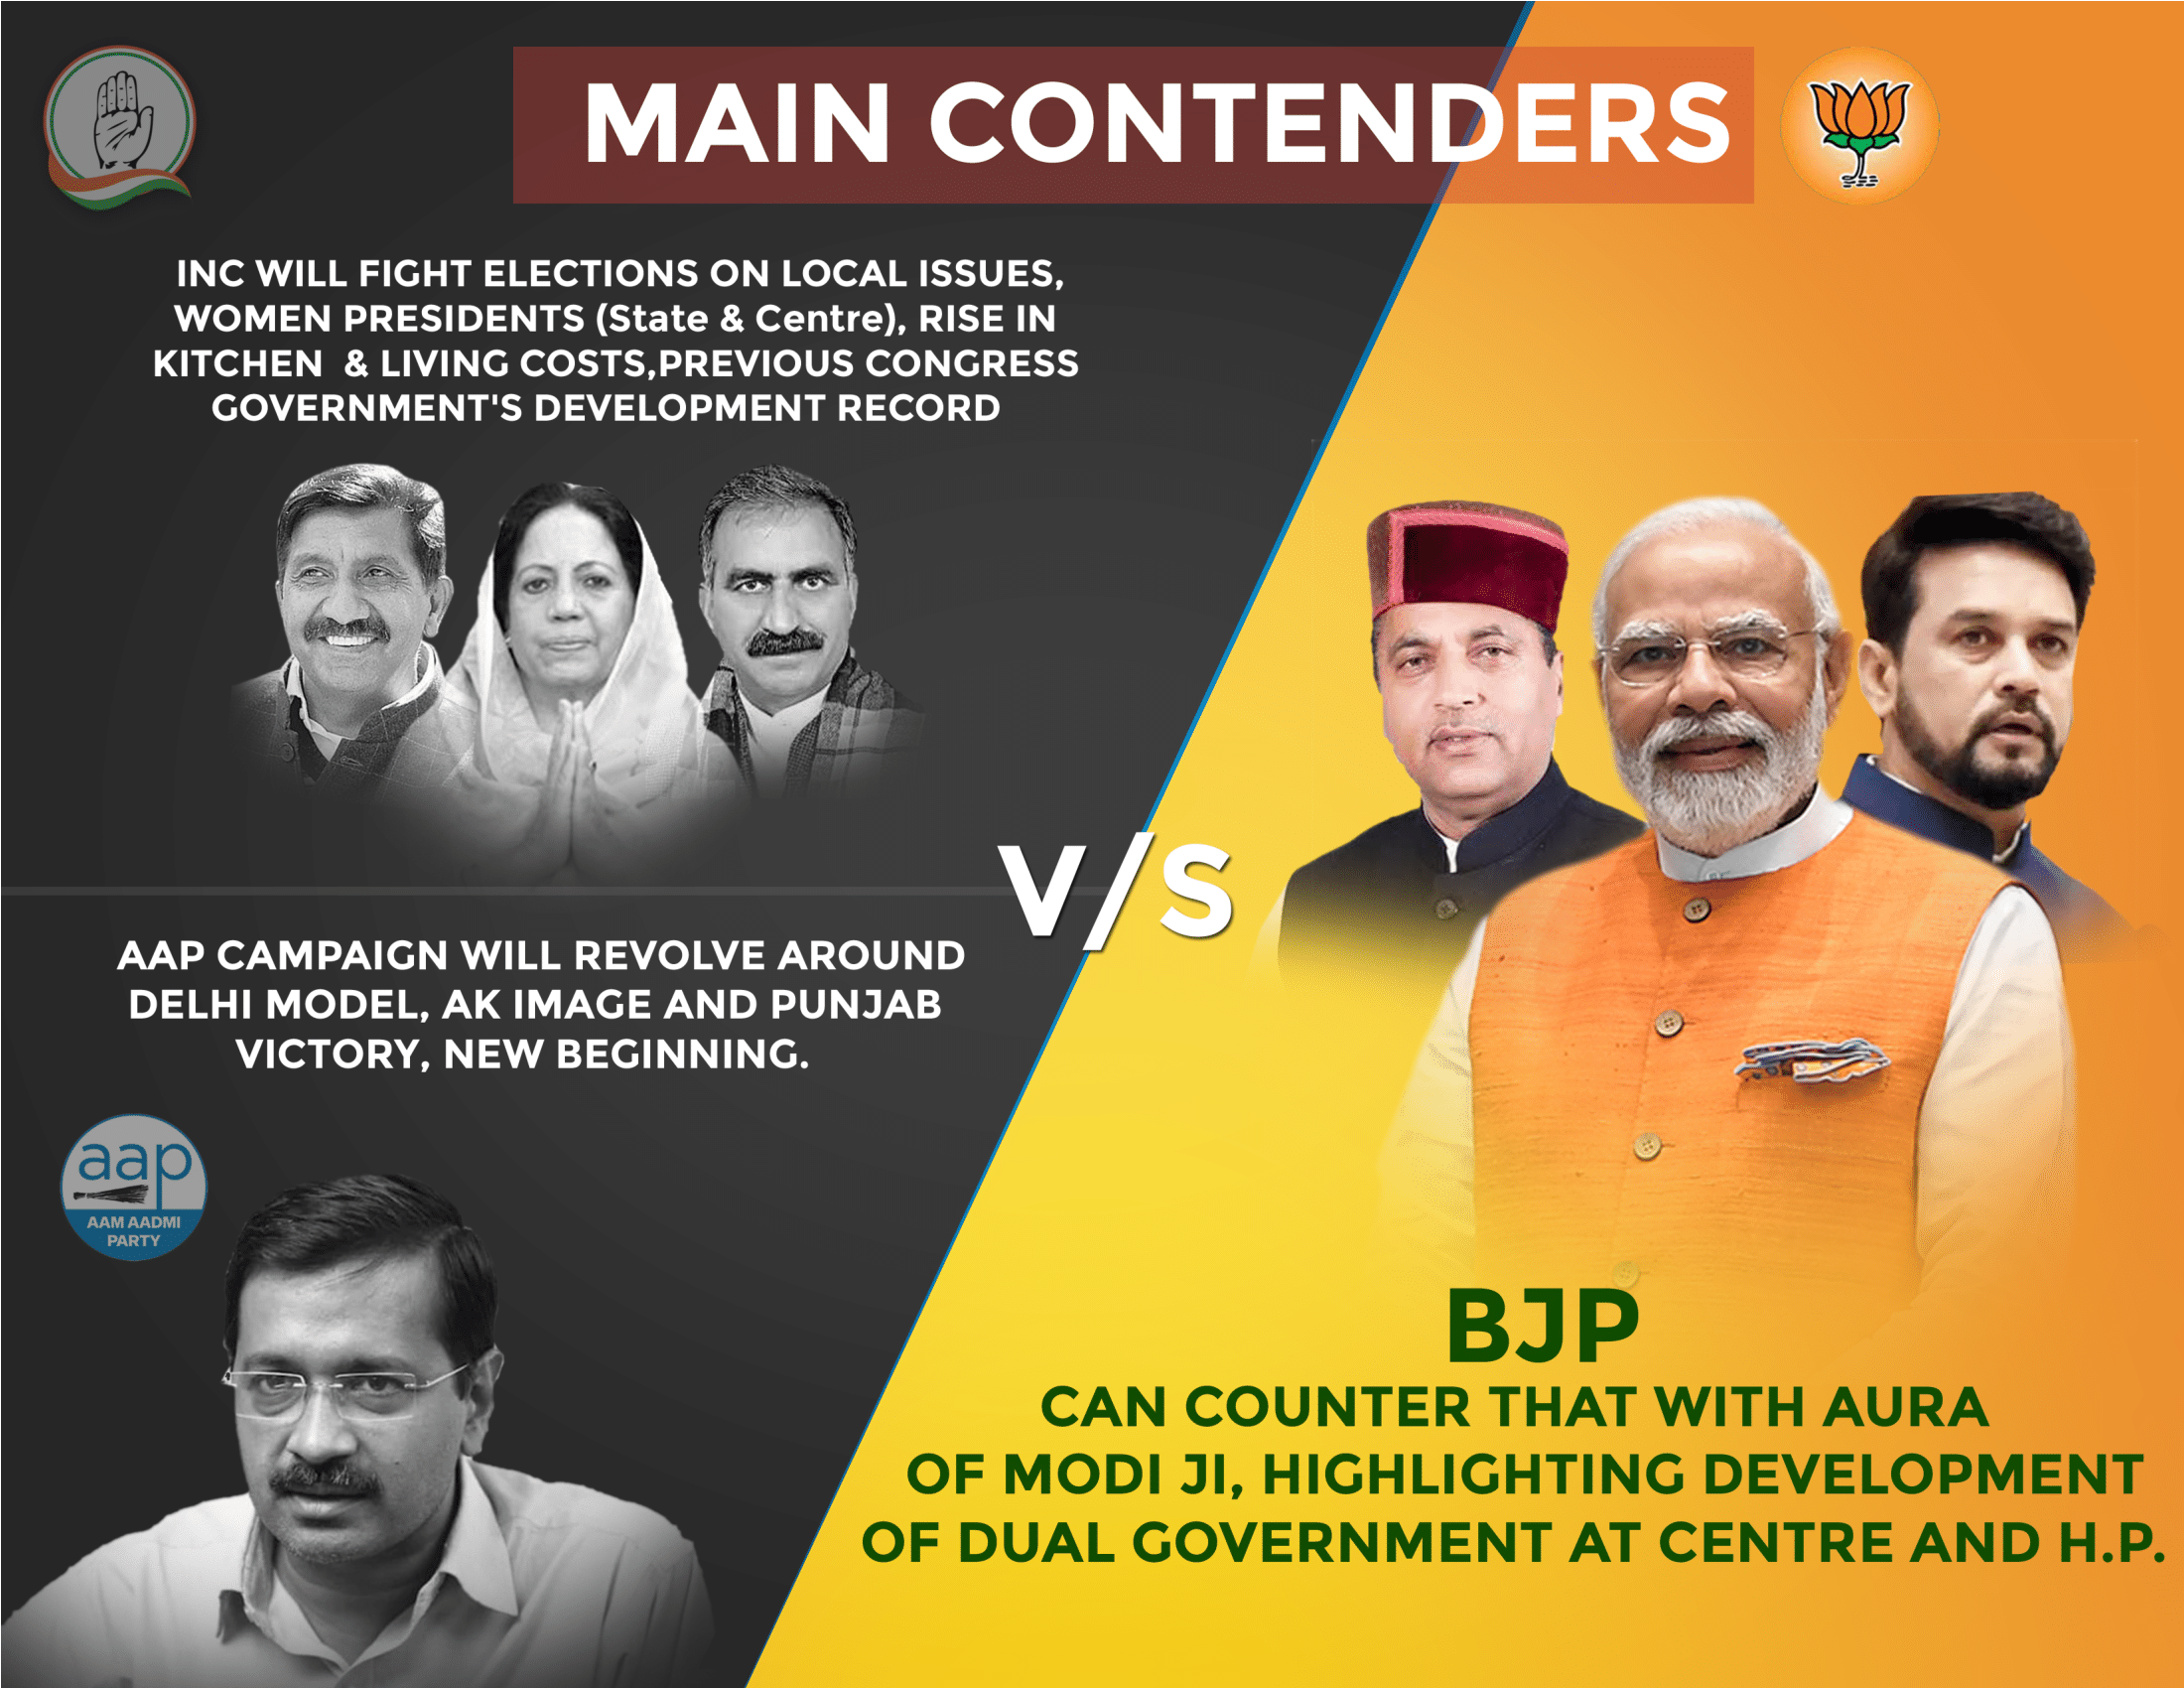 MAIN CONTENDERS
INC WILL FIGHT ELECTIONS ON LOCAL ISSUES,
WOMEN PRESIDENTS (State & Centre), RISE IN
KITCHEN & LIVING COSTS,PREVIOUS CONGRESS
GOVERNMENT'S DEVELOPMENT RECORD
V/S
AAP CAMPAIGN WILL REVOLVE AROUND
DELHI MODEL, AK IMAGE AND PUNJAB
VICTORY, NEW BEGINNING.
aap
AAM AADMI
PARTY
BJP
CAN COUNTER THAT WITH AURA
OF MODI JI, HIGHLIGHTING DEVELOPMENT
OF DUAL GOVERNMENT AT CENTRE AND H.P.